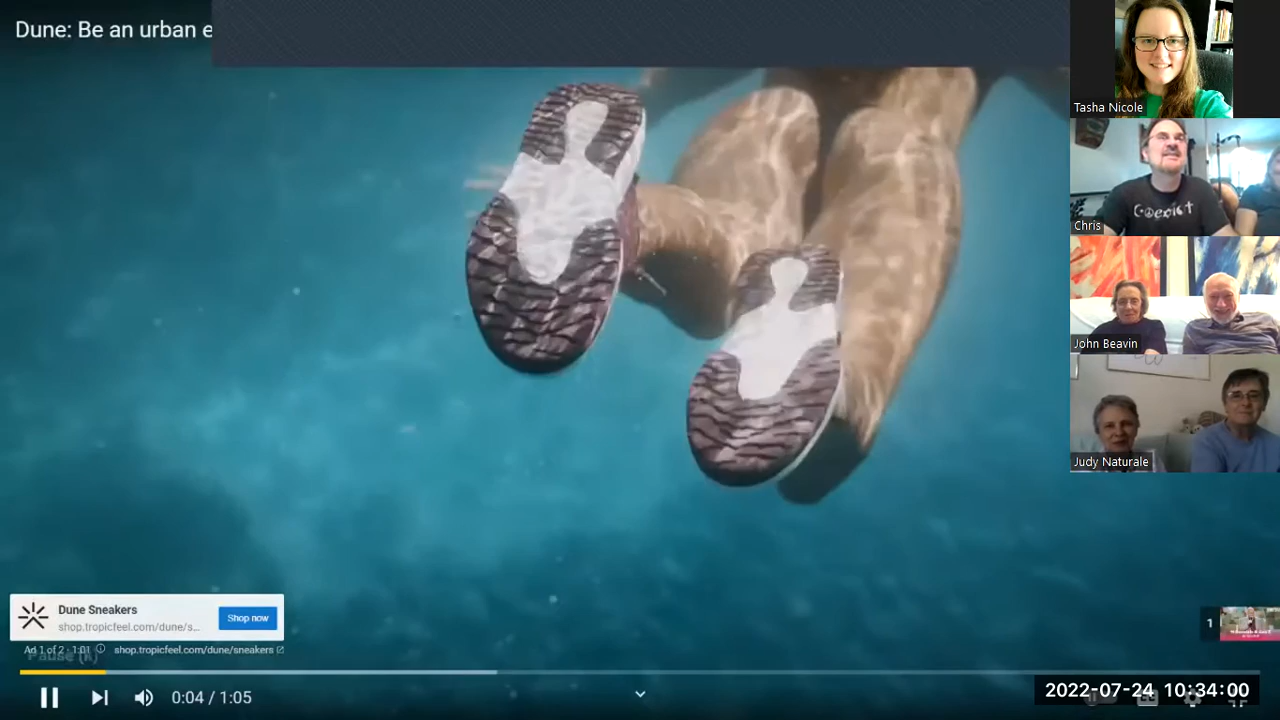 Dune: Be an urban e
Tasha Nicole
COEXIST
Chris
John Beavin
Judy Naturale
Dune Sneakers
shop.tropicfeel.com/dune/s...
Shop now
Ad 1 of 2 · 1:01
shop.tropicfeel.com/dune/sneakers
Pause (k)
1
0:04 / 1:05
2022-07-24 10:34:00